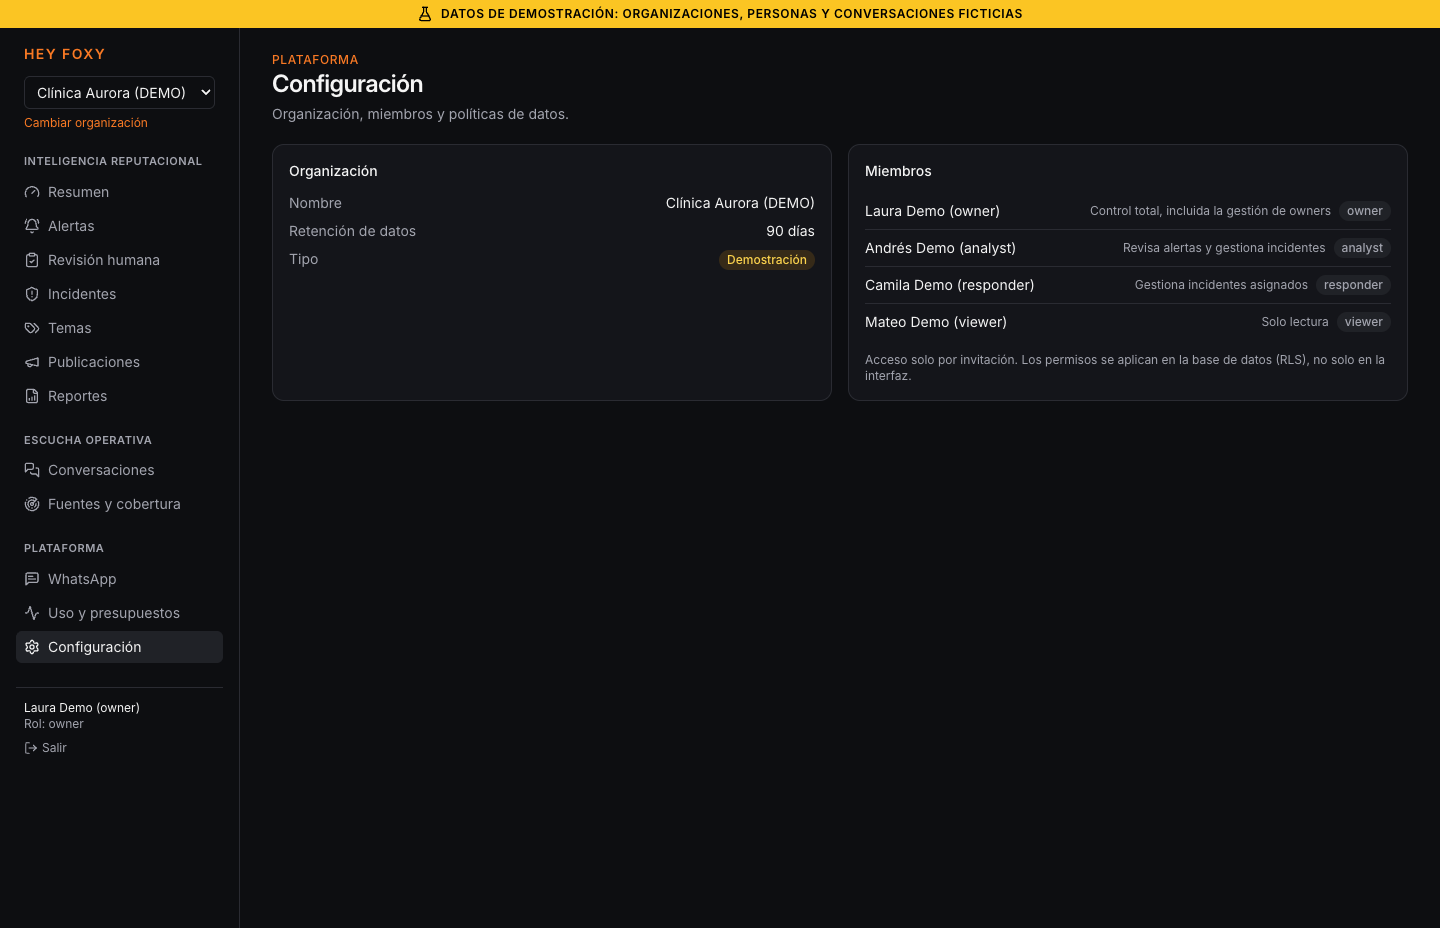 DATOS DE DEMOSTRACIÓN: ORGANIZACIONES, PERSONAS Y CONVERSACIONES FICTICIAS
HEY FOXY
Clínica Aurora (DEMO)
Cambiar organización
INTELIGENCIA REPUTACIONAL
Resumen
Alertas
Revisión humana
Incidentes
Temas
Publicaciones
Reportes
ESCUCHA OPERATIVA
Conversaciones
Fuentes y cobertura
PLATAFORMA
WhatsApp
Uso y presupuestos
Configuración
Laura Demo (owner)
Rol: owner
Salir
PLATAFORMA
Configuración
Organización, miembros y políticas de datos.
Organización
Nombre Clínica Aurora (DEMO)
Retención de datos 90 días
Tipo Demostración
Miembros
Laura Demo (owner) Control total, incluida la gestión de owners owner
Andrés Demo (analyst) Revisa alertas y gestiona incidentes analyst
Camila Demo (responder) Gestiona incidentes asignados responder
Mateo Demo (viewer) Solo lectura viewer
Acceso solo por invitación. Los permisos se aplican en la base de datos (RLS), no solo en la
interfaz.